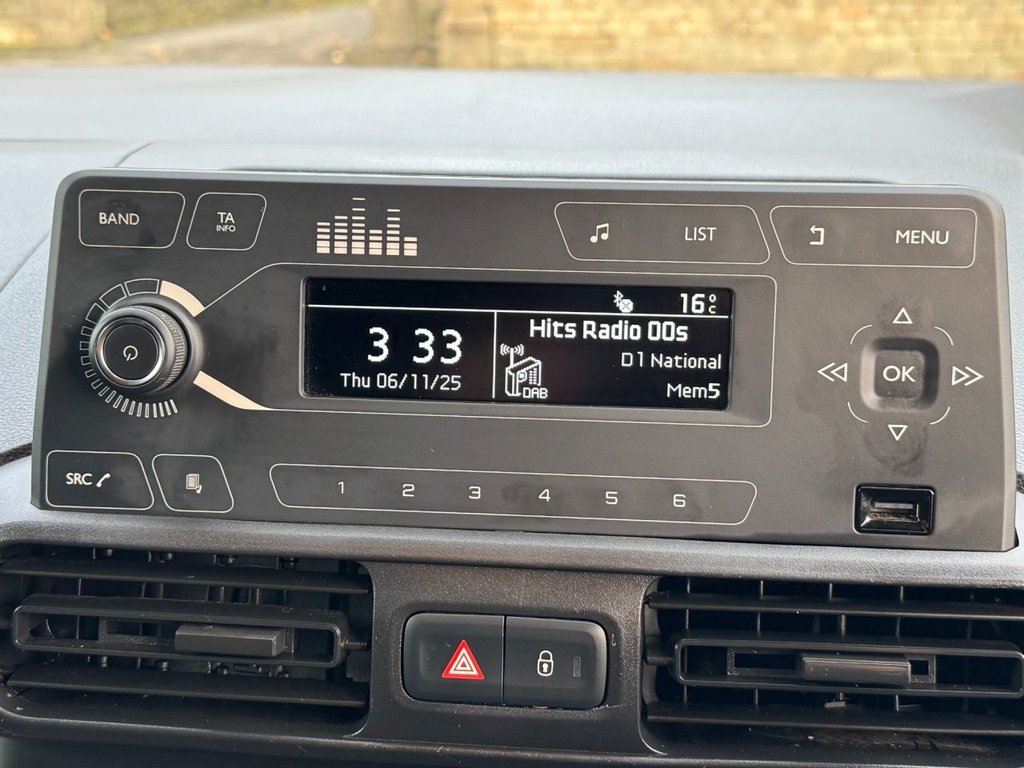 BAND
TA
INFO
LIST
MENU
16°C
3 33
Thu 06/11/25
Hits Radio 00s
D1 National
DAB
Mem5
OK
SRC
1 2 3 4 5 6